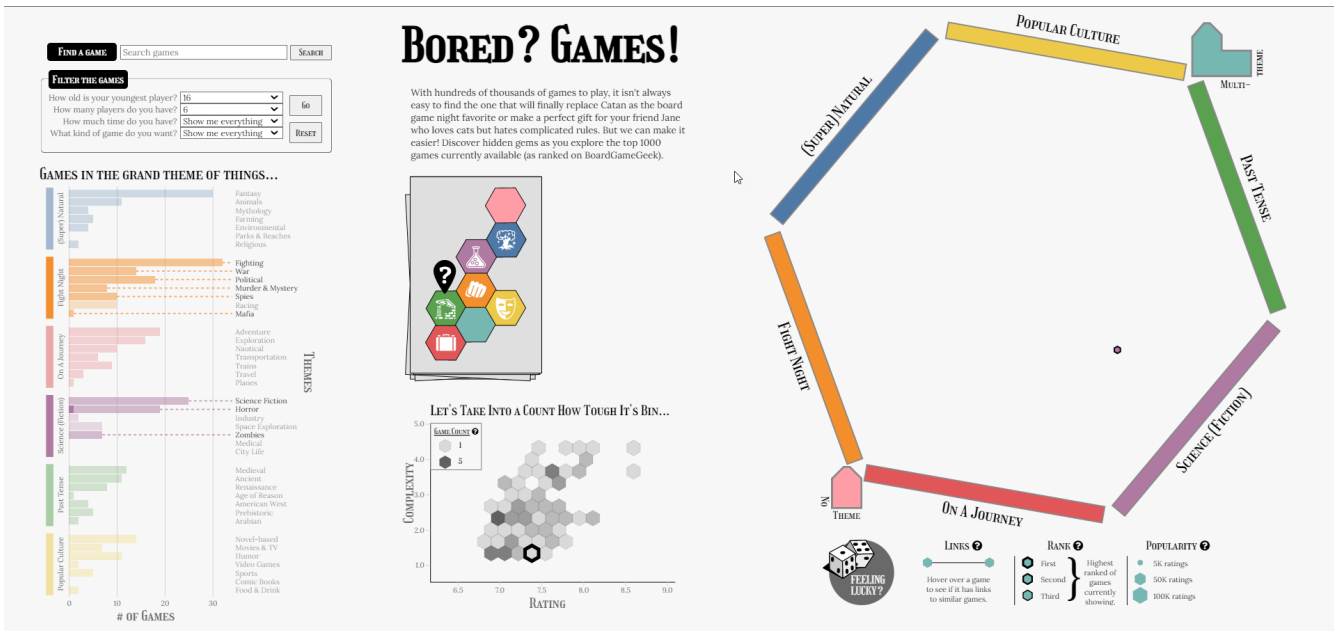 FIND A GAME
Search games
SEARCH
FILTER THE GAMES
How old is your youngest player? 16
How many players do you have? 6
How much time do you have? Show me everything
What kind of game do you want? Show me everything
GO
RESET
GAMES IN THE GRAND THEME OF THINGS...
(Super) Natural
Fantasy
Animals
Mythology
Farming
Environmental
Parks & Beaches
Religious
Fight Night
Fighting
War
Political
Murder & Mystery
Spies
Racing
Mafia
On A Journey
Adventure
Exploration
Nautical
Transportation
Trains
Travel
Planes
Science (Fiction)
Science Fiction
Horror
Industry
Space Exploration
Zombies
Medical
City Life
Past Tense
Medieval
Ancient
Renaissance
Age of Reason
American West
Prehistoric
Arabian
Popular Culture
Novel-based
Movies & TV
Humor
Video Games
Sports
Comic Books
Food & Drink
THEMES
0 10 20 30
# OF GAMES
BORED? GAMES!
With hundreds of thousands of games to play, it isn't always
easy to find the one that will finally replace Catan as the board
game night favorite or make a perfect gift for your friend Jane
who loves cats but hates complicated rules. But we can make it
easier! Discover hidden gems as you explore the top 1000
games currently available (as ranked on BoardGameGeek).
?
LET'S TAKE INTO A COUNT HOW TOUGH IT'S BIN...
GAME COUNT ?
1
5
COMPLEXITY
5.0
4.0
3.0
2.0
1.0
6.5 7.0 7.5 8.0 8.5 9.0
RATING
POPULAR CULTURE
MULTI-
THEME
(SUPER) NATURAL
PAST TENSE
FIGHT NIGHT
SCIENCE (FICTION)
NO
THEME
ON A JOURNEY
FEELING
LUCKY?
LINKS ?
Hover over a game
to see if it has links
to similar games.
RANK ?
First
Second
Third
Highest
ranked of
games
currently
showing.
POPULARITY ?
5K ratings
50K ratings
100K ratings